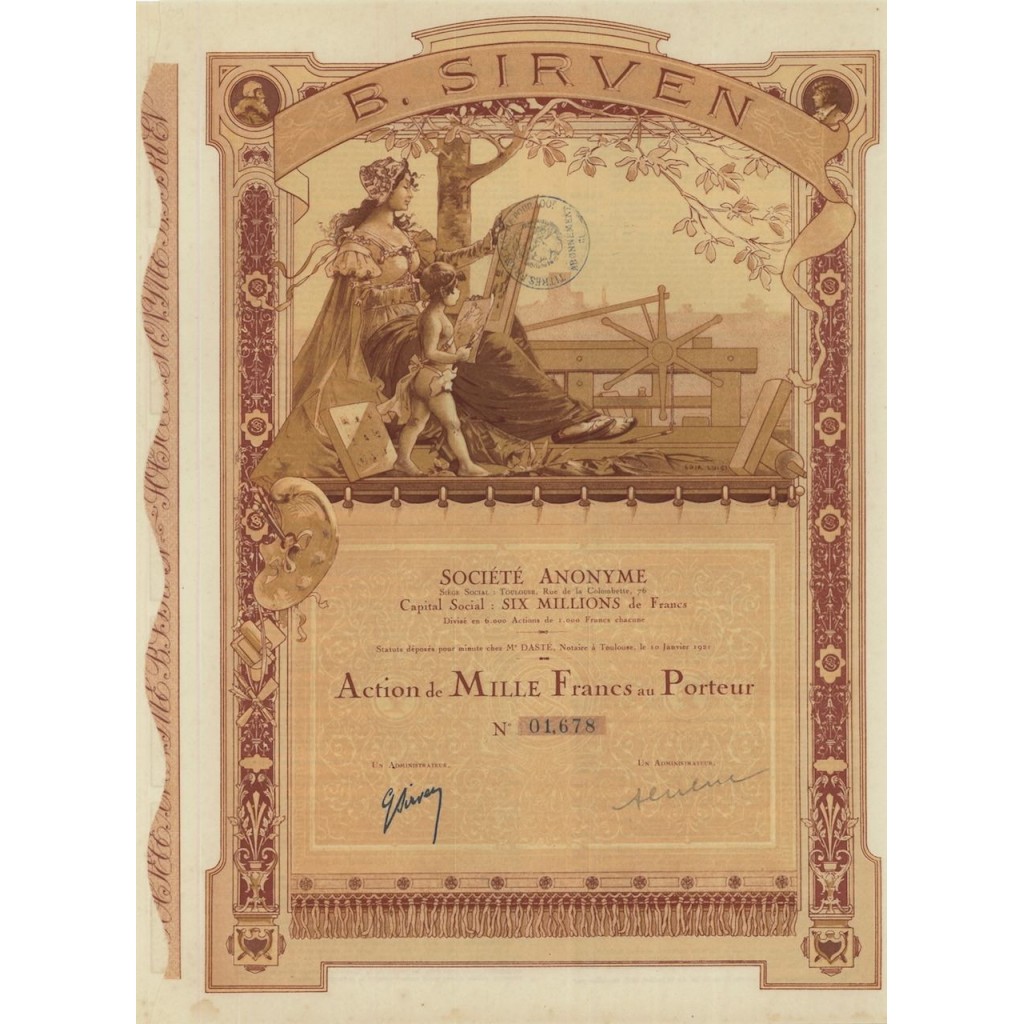 B. SIRVEN
SOCIÉTÉ ANONYME
Siège Social : Toulouse, Rue de la Colombette, 76
Capital Social : SIX MILLIONS de Francs
Divisé en 6.000 Actions de 1.000 Francs chacune
Statuts déposés pour minute chez Mᵉ DASTE, Notaire à Toulouse, le 10 Janvier 1921
Action de MILLE Francs au Porteur
N° 01,678
Un Administrateur,
Un Administrateur,
G Sirven